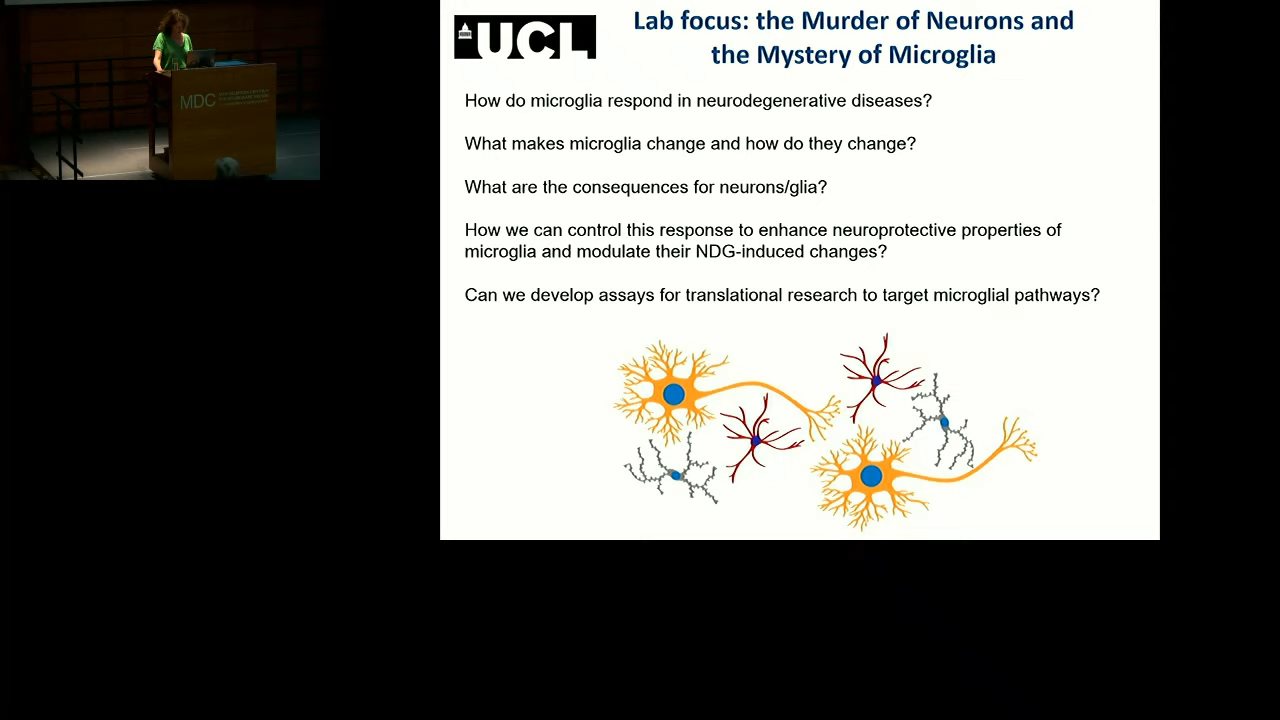 MDC
UCL
Lab focus: the Murder of Neurons and
the Mystery of Microglia
How do microglia respond in neurodegenerative diseases?
What makes microglia change and how do they change?
What are the consequences for neurons/glia?
How we can control this response to enhance neuroprotective properties of
microglia and modulate their NDG-induced changes?
Can we develop assays for translational research to target microglial pathways?